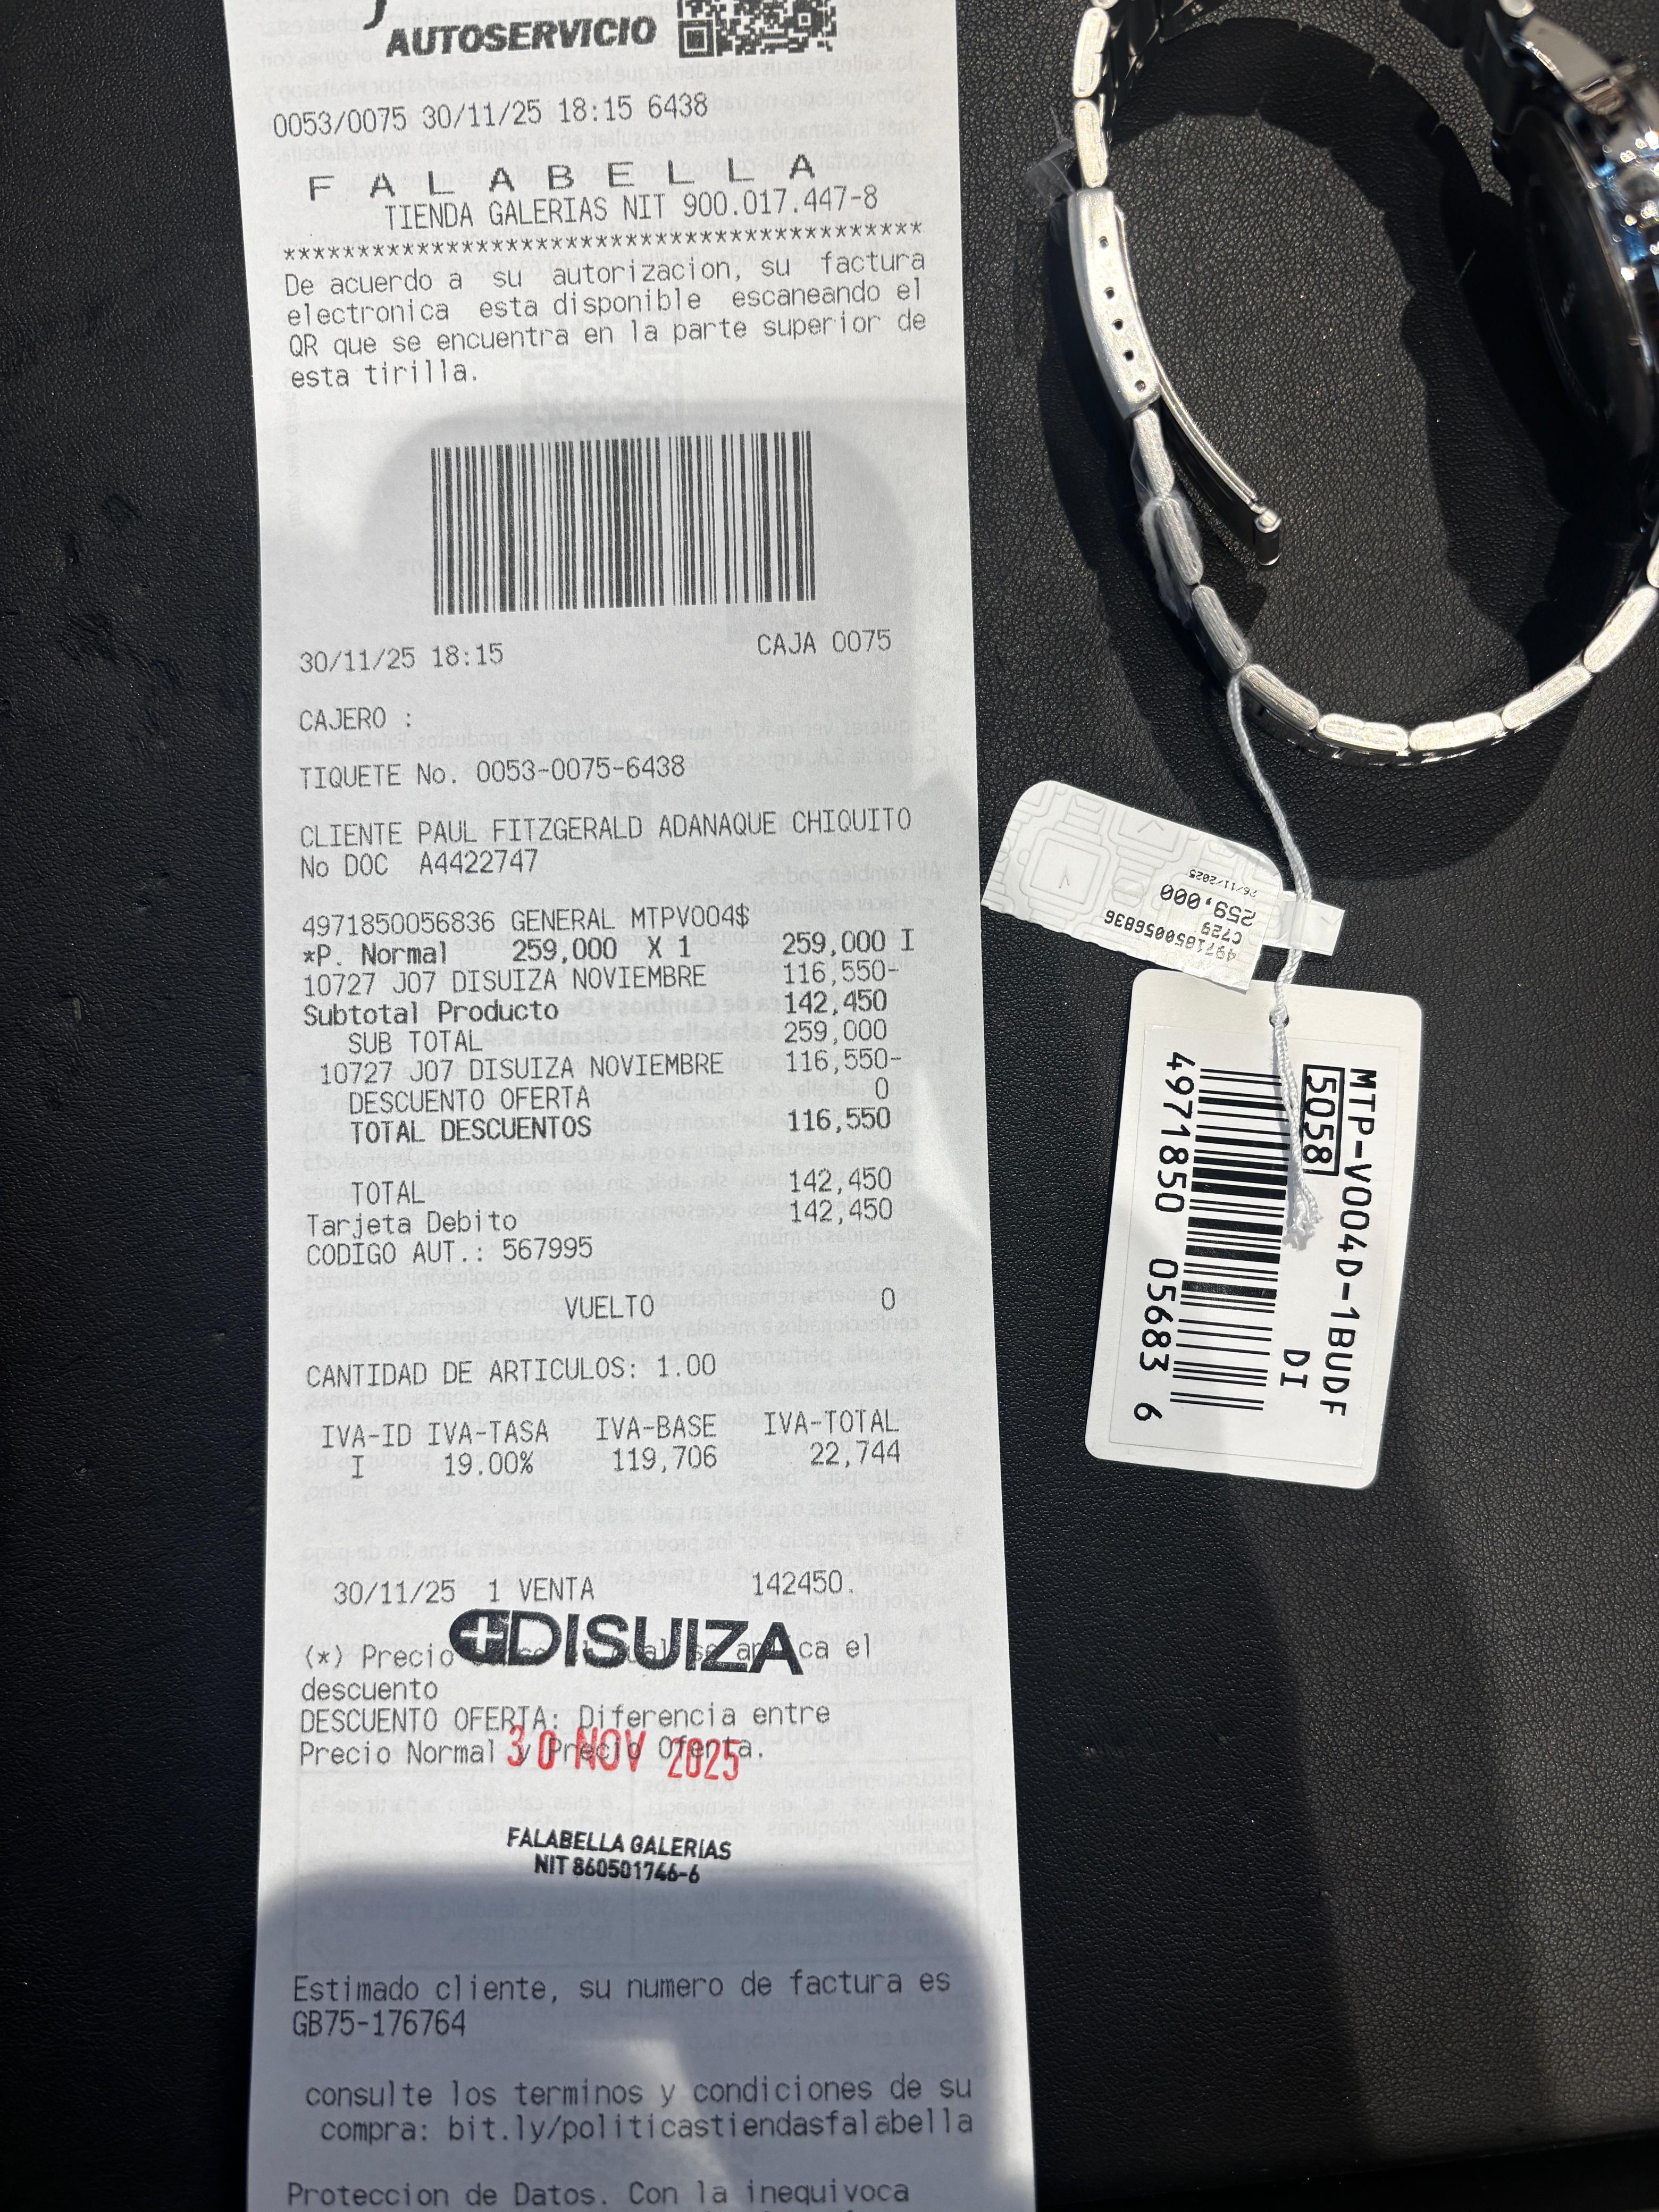 AUTOSERVICIO
0053/0075 30/11/25 18:15 6438
F A L A B E L L A
TIENDA GALERIAS NIT 900.017.447-8
*******************************************
De acuerdo a su autorizacion, su factura
electronica esta disponible escaneando el
QR que se encuentra en la parte superior de
esta tirilla.
30/11/25 18:15 CAJA 0075
CAJERO :
TIQUETE No. 0053-0075-6438
CLIENTE PAUL FITZGERALD ADANAQUE CHIQUITO
No DOC A4422747
4971850056836 GENERAL MTPV004$
*P. Normal 259,000 X 1 259,000 I
10727 J07 DISUIZA NOVIEMBRE 116,550-
Subtotal Producto 142,450
SUB TOTAL 259,000
10727 J07 DISUIZA NOVIEMBRE 116,550-
DESCUENTO OFERTA 0
TOTAL DESCUENTOS 116,550
TOTAL 142,450
Tarjeta Debito 142,450
CODIGO AUT.: 567995
VUELTO 0
CANTIDAD DE ARTICULOS: 1.00
IVA-ID IVA-TASA IVA-BASE IVA-TOTAL
I 19.00% 119,706 22,744
30/11/25 1 VENTA 142450.
DISUIZA
(*) Precio se aplica el
descuento
DESCUENTO OFERTA: Diferencia entre
Precio Normal y Precio Oferta.
30 NOV 2025
FALABELLA GALERIAS
NIT 860501746-6
Estimado cliente, su numero de factura es
GB75-176764
consulte los terminos y condiciones de su
compra: bit.ly/politicastiendasfalabella
Proteccion de Datos. Con la inequivoca
4971850056836
C729
259,000
26/11/2025
MTP-V004D-1BUDF
5058 DI
4971850 05683 6